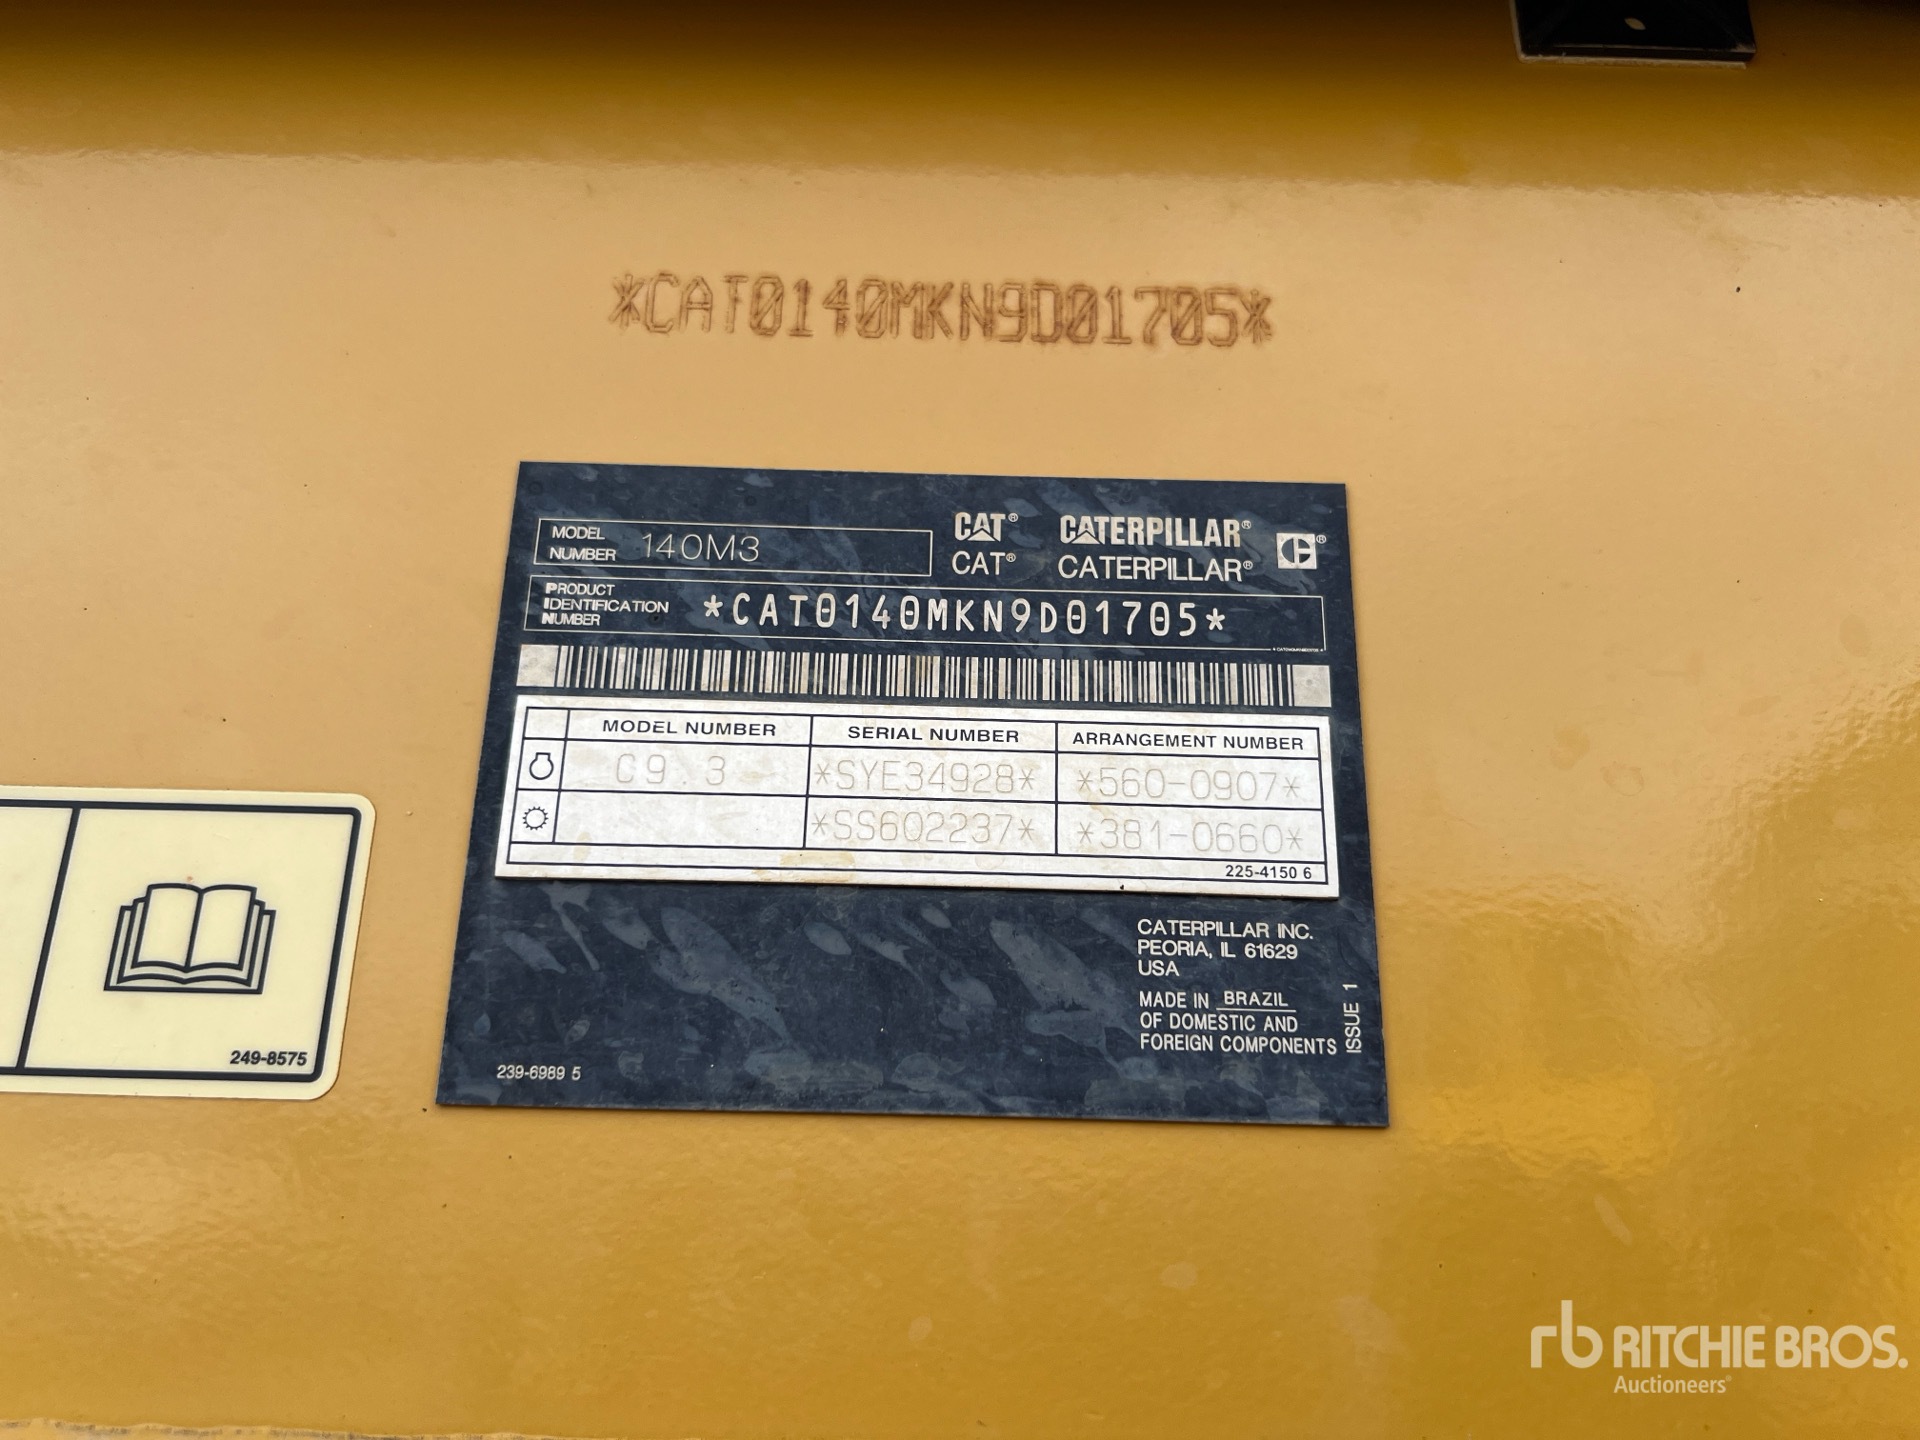 *CAT0140MKN9D01705*
MODEL NUMBER 140M3
CAT® CATERPILLAR®
CAT® CATERPILLAR®
PRODUCT IDENTIFICATION NUMBER *CAT0140MKN9D01705*
MODEL NUMBER SERIAL NUMBER ARRANGEMENT NUMBER
C9.3 *SYE34928* *560-0907*
*SS602237* *381-0660*
225-4150 6
CATERPILLAR INC.
PEORIA, IL 61629
USA
MADE IN BRAZIL
OF DOMESTIC AND
FOREIGN COMPONENTS
ISSUE 1
239-6989 5
249-8575
rb RITCHIE BROS.
Auctioneers